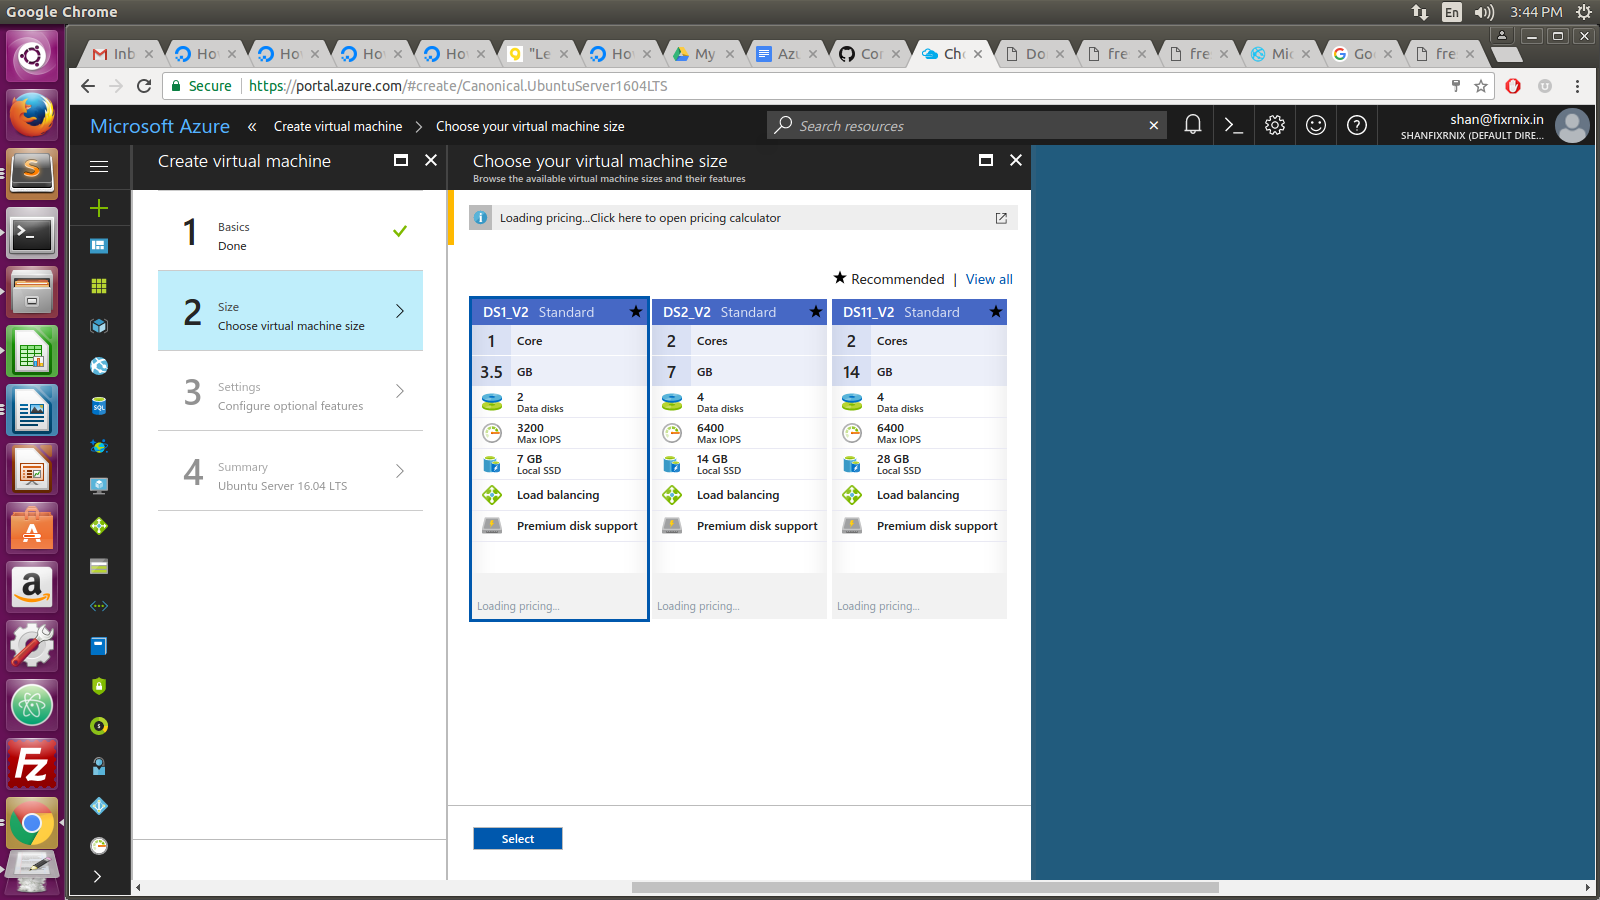 Google Chrome
En
3:44 PM
Inb
Hov
Hov
Hov
Hov
"Le
Hov
My
Azu
Cor
Cho
Do
fre
fre
Mic
Goo
fre
Secure
https://portal.azure.com/#create/Canonical.UbuntuServer1604LTS
Microsoft Azure
«
Create virtual machine
>
Choose your virtual machine size
Search resources
shan@fixrnix.in
SHANFIXRNIX (DEFAULT DIRE...
Create virtual machine
1
Basics
Done
2
Size
Choose virtual machine size
3
Settings
Configure optional features
4
Summary
Ubuntu Server 16.04 LTS
Choose your virtual machine size
Browse the available virtual machine sizes and their features
Loading pricing...Click here to open pricing calculator
★ Recommended | View all
DS1_V2 Standard
1 Core
3.5 GB
2
Data disks
3200
Max IOPS
7 GB
Local SSD
Load balancing
Premium disk support
Loading pricing...
DS2_V2 Standard
2 Cores
7 GB
4
Data disks
6400
Max IOPS
14 GB
Local SSD
Load balancing
Premium disk support
Loading pricing...
DS11_V2 Standard
2 Cores
14 GB
4
Data disks
6400
Max IOPS
28 GB
Local SSD
Load balancing
Premium disk support
Loading pricing...
Select